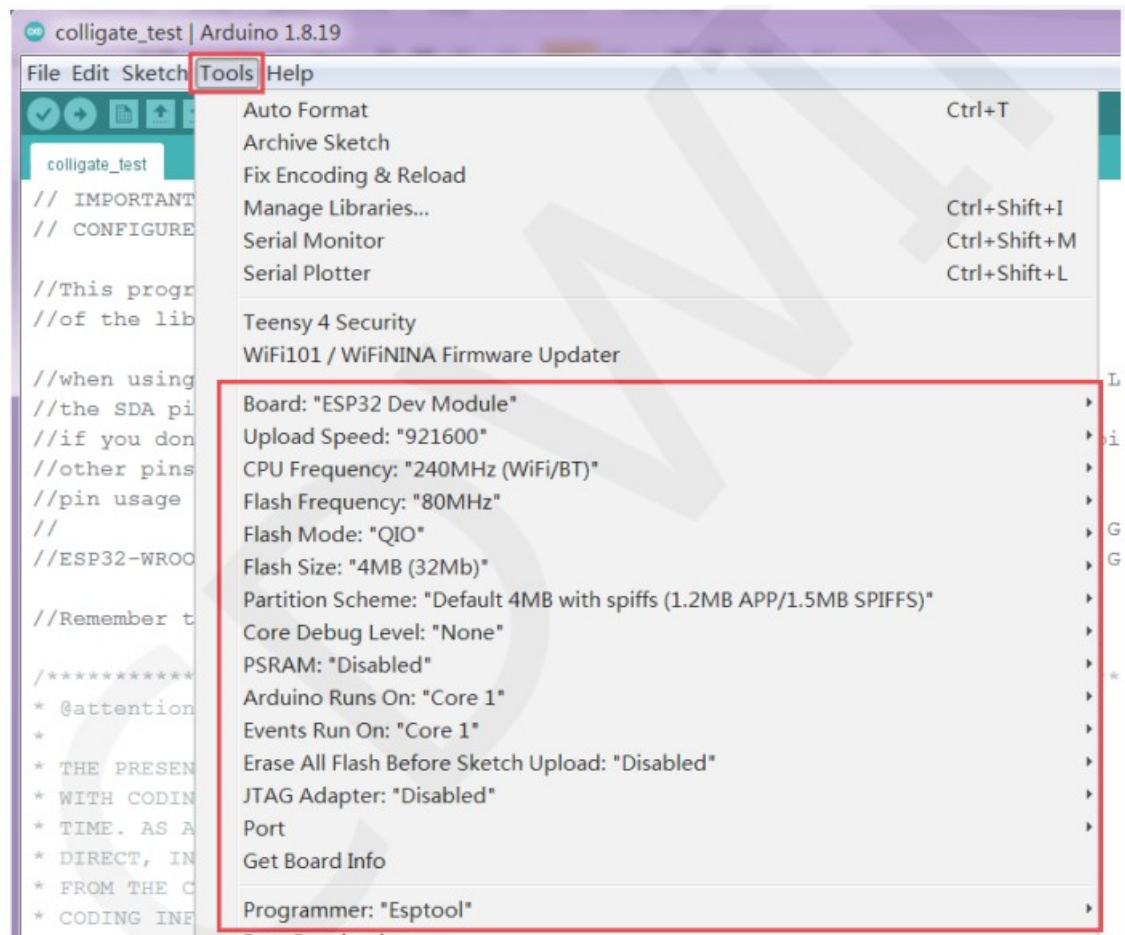 colligate_test | Arduino 1.8.19
File Edit Sketch Tools Help
Auto Format Ctrl+T
Archive Sketch
colligate_test
Fix Encoding & Reload
// IMPORTANT
Manage Libraries... Ctrl+Shift+I
// CONFIGURE
Serial Monitor Ctrl+Shift+M
Serial Plotter Ctrl+Shift+L
//This progr
//of the lib
Teensy 4 Security
WiFi101 / WiFiNINA Firmware Updater
//when using L
Board: "ESP32 Dev Module"
//the SDA pi
Upload Speed: "921600"
//if you don pi
CPU Frequency: "240MHz (WiFi/BT)"
//other pins
Flash Frequency: "80MHz"
//pin usage
Flash Mode: "QIO"
// G
Flash Size: "4MB (32Mb)"
//ESP32-WROO G
Partition Scheme: "Default 4MB with spiffs (1.2MB APP/1.5MB SPIFFS)"
//Remember t
Core Debug Level: "None"
PSRAM: "Disabled"
/*********** *
Arduino Runs On: "Core 1"
* @attention
Events Run On: "Core 1"
*
Erase All Flash Before Sketch Upload: "Disabled"
* THE PRESEN
JTAG Adapter: "Disabled"
* WITH CODIN
Port
* TIME. AS A
Get Board Info
* DIRECT, IN
* FROM THE C
Programmer: "Esptool"
* CODING INF